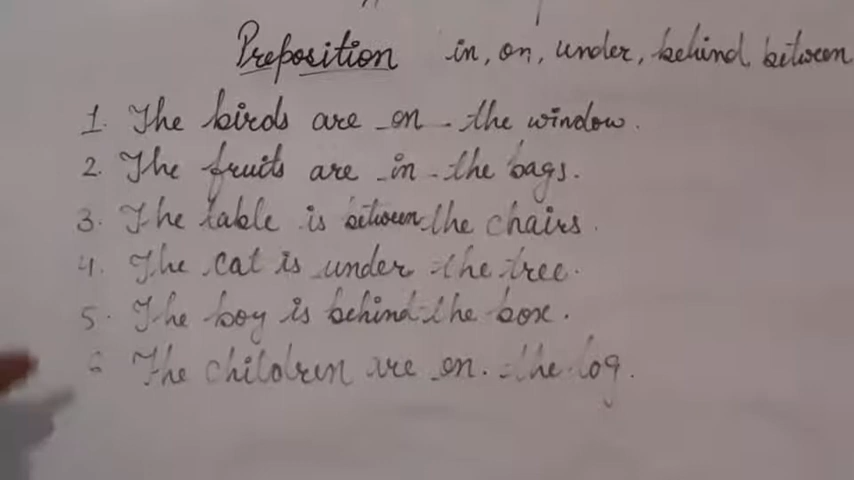 Preposition in, on, under, behind, between
1. The birds are on the window.
2. The fruits are in the bags.
3. The table is between the chairs.
4. The cat is under the tree.
5. The boy is behind the box.
6 The children are on the log.